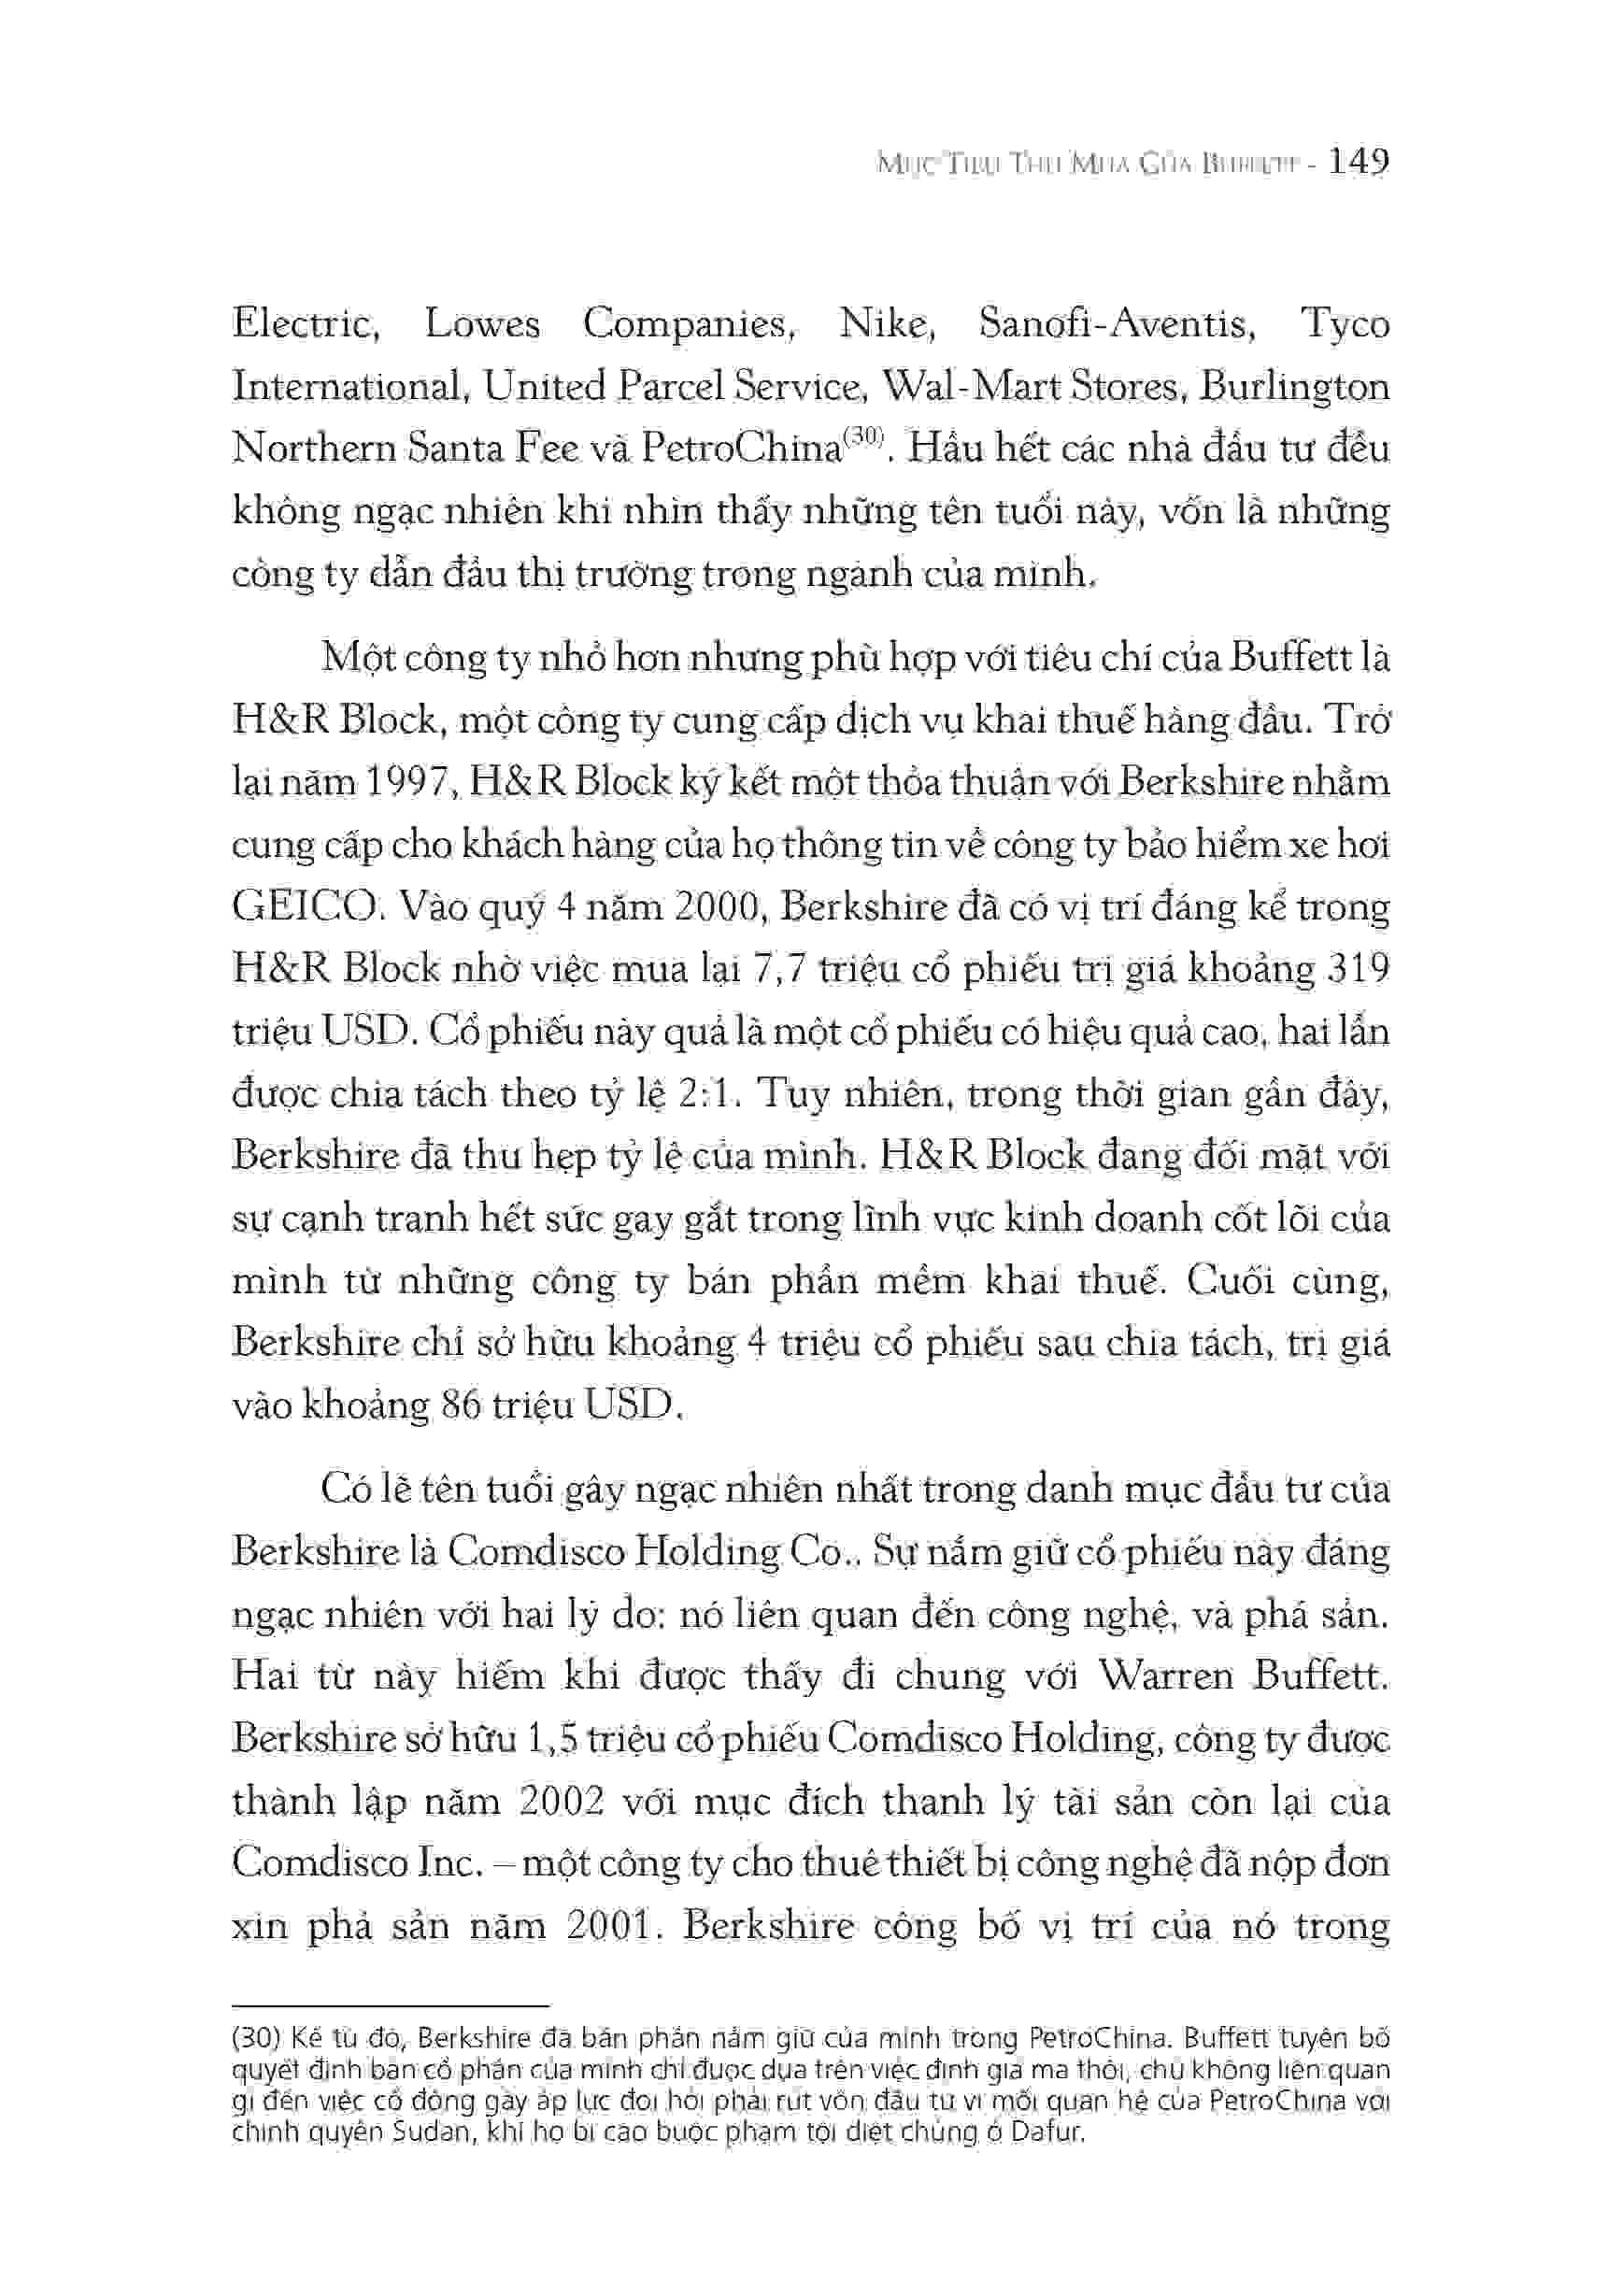 Mục Tiêu Thu Mua Của Buffett - 149
Electric, Lowes Companies, Nike, Sanofi-Aventis, Tyco
International, United Parcel Service, Wal-Mart Stores, Burlington
Northern Santa Fee và PetroChina(30). Hầu hết các nhà đầu tư đều
không ngạc nhiên khi nhìn thấy những tên tuổi này, vốn là những
công ty dẫn đầu thị trường trong ngành của mình.
Một công ty nhỏ hơn nhưng phù hợp với tiêu chí của Buffett là
H&R Block, một công ty cung cấp dịch vụ khai thuế hàng đầu. Trở
lại năm 1997, H&R Block ký kết một thỏa thuận với Berkshire nhằm
cung cấp cho khách hàng của họ thông tin về công ty bảo hiểm xe hơi
GEICO. Vào quý 4 năm 2000, Berkshire đã có vị trí đáng kể trong
H&R Block nhờ việc mua lại 7,7 triệu cổ phiếu trị giá khoảng 319
triệu USD. Cổ phiếu này quả là một cổ phiếu có hiệu quả cao, hai lần
được chia tách theo tỷ lệ 2:1. Tuy nhiên, trong thời gian gần đây,
Berkshire đã thu hẹp tỷ lệ của mình. H&R Block đang đối mặt với
sự cạnh tranh hết sức gay gắt trong lĩnh vực kinh doanh cốt lõi của
mình từ những công ty bán phần mềm khai thuế. Cuối cùng,
Berkshire chỉ sở hữu khoảng 4 triệu cổ phiếu sau chia tách, trị giá
vào khoảng 86 triệu USD.
Có lẽ tên tuổi gây ngạc nhiên nhất trong danh mục đầu tư của
Berkshire là Comdisco Holding Co.. Sự nắm giữ cổ phiếu này đáng
ngạc nhiên với hai lý do: nó liên quan đến công nghệ, và phá sản.
Hai từ này hiếm khi được thấy đi chung với Warren Buffett.
Berkshire sở hữu 1,5 triệu cổ phiếu Comdisco Holding, công ty được
thành lập năm 2002 với mục đích thanh lý tài sản còn lại của
Comdisco Inc. – một công ty cho thuê thiết bị công nghệ đã nộp đơn
xin phá sản năm 2001. Berkshire công bố vị trí của nó trong
(30) Kể từ đó, Berkshire đã bán phần nắm giữ của mình trong PetroChina. Buffett tuyên bố
quyết định bán cổ phần của mình chỉ được dựa trên việc định giá mà thôi, chứ không liên quan
gì đến việc cổ đông gây áp lực đòi hỏi phải rút vốn đầu tư vì mối quan hệ của PetroChina với
chính quyền Sudan, khi họ bị cáo buộc phạm tội diệt chủng ở Dafur.